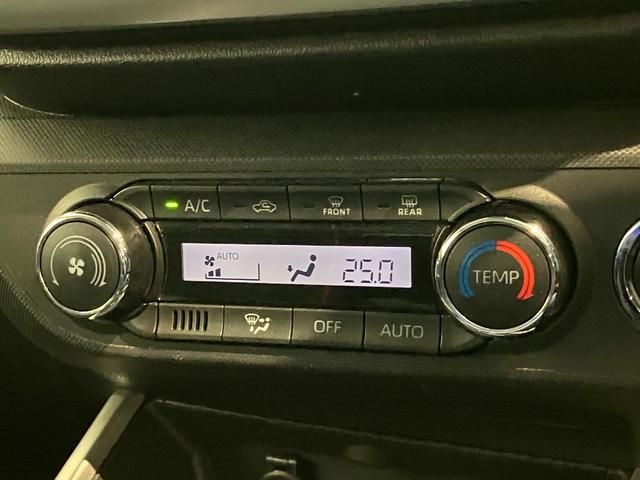 A/C
FRONT
REAR
AUTO
25.0
TEMP
OFF
AUTO